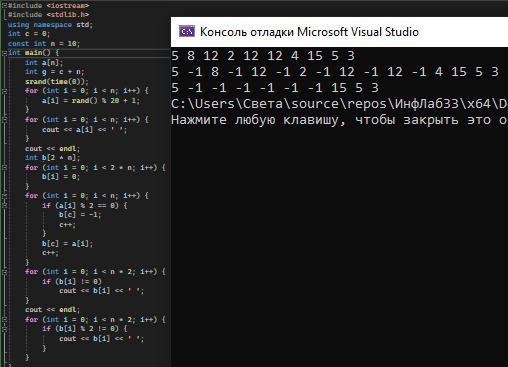 #include <iostream>
#include <stdlib.h>
using namespace std;
int c = 0;
const int n = 10;
int main() {
int a[n];
int g = c + n;
srand(time(0));
for (int i = 0; i < n; i++) {
a[i] = rand() % 20 + 1;
}
for (int i = 0; i < n; i++) {
cout << a[i] << ' ';
}
cout << endl;
int b[2 * n];
for (int i = 0; i < 2 * n; i++) {
b[i] = 0;
}
for (int i = 0; i < n; i++) {
if (a[i] % 2 == 0) {
b[c] = -1;
c++;
}
b[c] = a[i];
c++;
}
for (int i = 0; i < n * 2; i++) {
if (b[i] != 0)
cout << b[i] << ' ';
}
cout << endl;
for (int i = 0; i < n * 2; i++) {
if (b[i] % 2 != 0) {
cout << b[i] << ' ';
}
}
Консоль отладки Microsoft Visual Studio
5 8 12 2 12 12 4 15 5 3
5 -1 8 -1 12 -1 2 -1 12 -1 12 -1 4 15 5 3
5 -1 -1 -1 -1 -1 -1 15 5 3
C:\Users\Света\source\repos\ИнфЛаб33\x64\D
Нажмите любую клавишу, чтобы закрыть это о